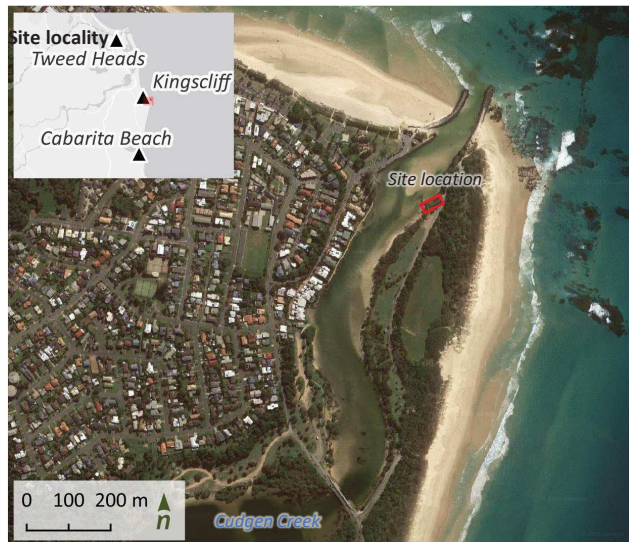 Site locality
Tweed Heads
Kingscliff
Cabarita Beach
Site location
0 100 200 m
n
Cudgen Creek